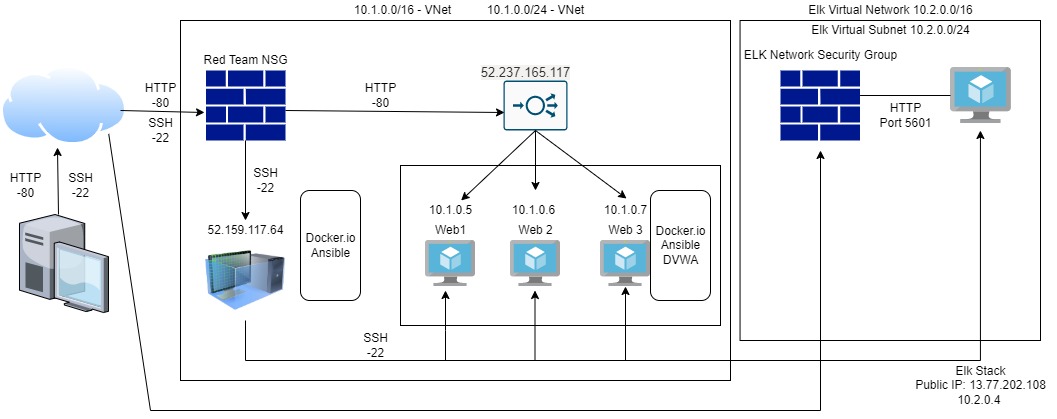 10.1.0.0/16 - VNet
10.1.0.0/24 - VNet
Elk Virtual Network 10.2.0.0/16
Elk Virtual Subnet 10.2.0.0/24
Red Team NSG
ELK Network Security Group
52.237.165.117
HTTP
-80
SSH
-22
HTTP
-80
HTTP
Port 5601
HTTP
-80
SSH
-22
SSH
-22
52.159.117.64
Docker.io
Ansible
10.1.0.5
Web1
10.1.0.6
Web 2
10.1.0.7
Web 3
Docker.io
Ansible
DVWA
SSH
-22
Elk Stack
Public IP: 13.77.202.108
10.2.0.4